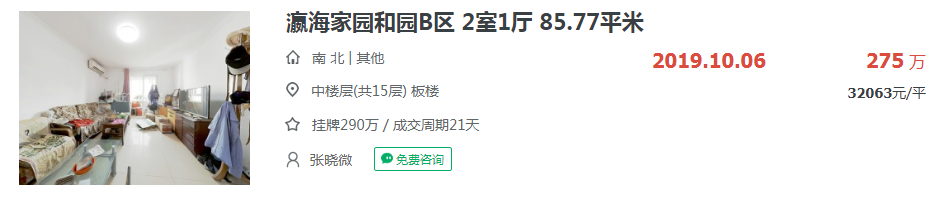 瀛海家园和园B区 2室1厅 85.77平米
南 北 | 其他
2019.10.06
275 万
中楼层(共15层) 板楼
32063元/平
挂牌290万 / 成交周期21天
张晓微
免费咨询